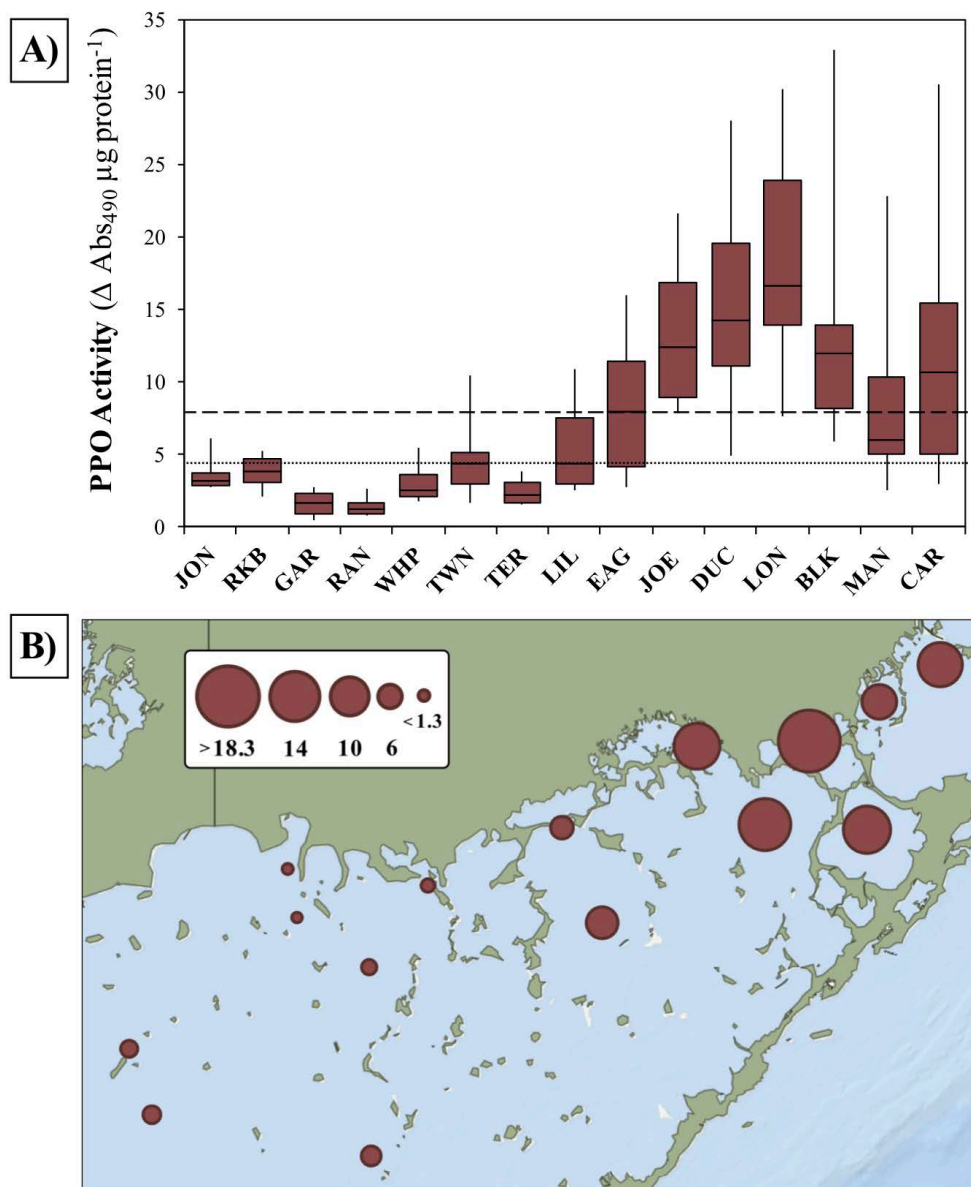 A)
PPO Activity (Δ Abs₄₉₀ µg protein⁻¹)
35
30
25
20
15
10
5
0
JON RKB GAR RAN WHP TWN TER LIL EAG JOE DUC LON BLK MAN CAR
B)
>18.3 14 10 6 <1.3